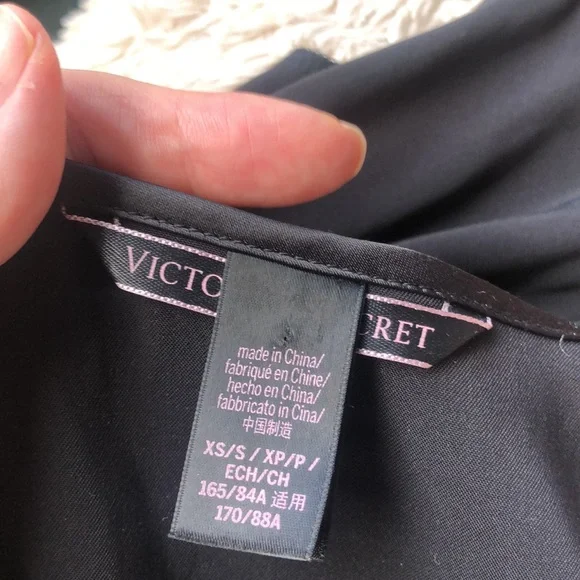 VICTO CRET
made in China/
fabriqué en Chine/
hecho en China/
fabbricato in Cina/
中国制造
XS/S / XP/P /
ECH/CH
165/84A 适用
170/88A